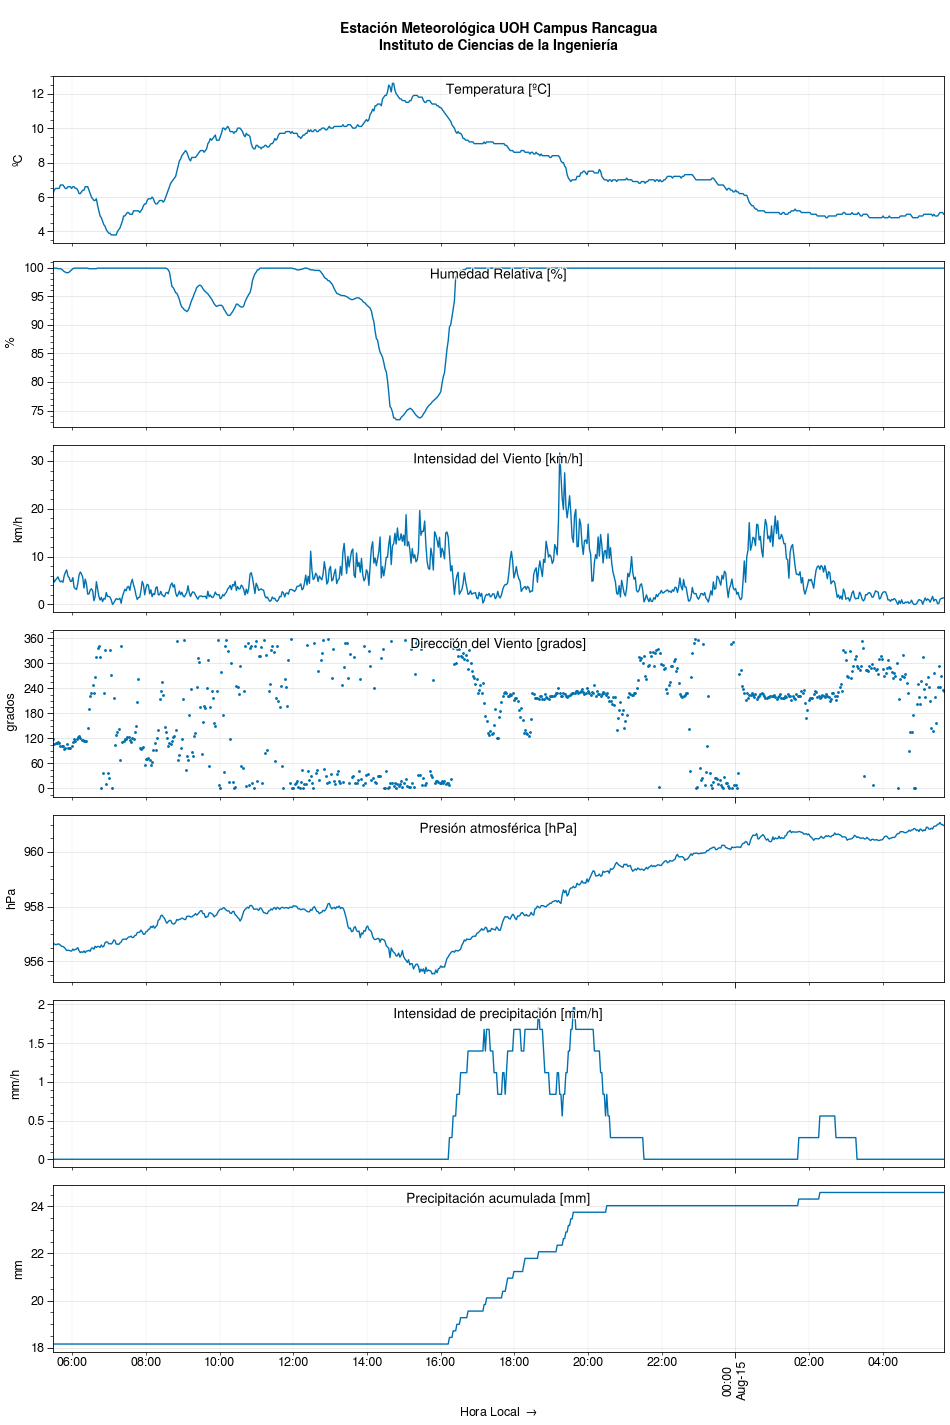 Estación Meteorológica UOH Campus Rancagua
Instituto de Ciencias de la Ingeniería
Temperatura [ºC]
12
10
8
6
4
ºC
Humedad Relativa [%]
100
95
90
85
80
75
%
Intensidad del Viento [km/h]
30
20
10
0
km/h
Dirección del Viento [grados]
360
300
240
180
120
60
0
grados
Presión atmosférica [hPa]
960
958
956
hPa
Intensidad de precipitación [mm/h]
2
1.5
1
0.5
0
mm/h
Precipitación acumulada [mm]
24
22
20
18
mm
06:00 08:00 10:00 12:00 14:00 16:00 18:00 20:00 22:00 00:00 02:00 04:00
Aug-15
Hora Local →